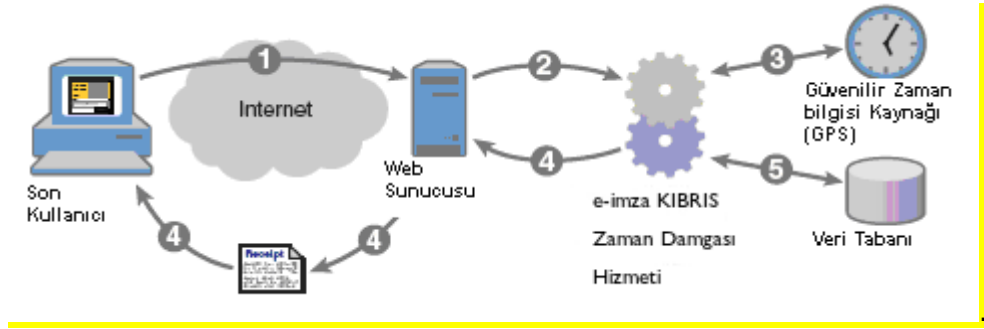 1
2
3
Internet
Güvenilir Zaman
bilgisi Kaynağı
(GPS)
Web
Sunucusu
4
5
Son
Kullanıcı
e-imza KIBRIS
4
4
Zaman Damgası
Veri Tabanı
Receipt
Hizmeti